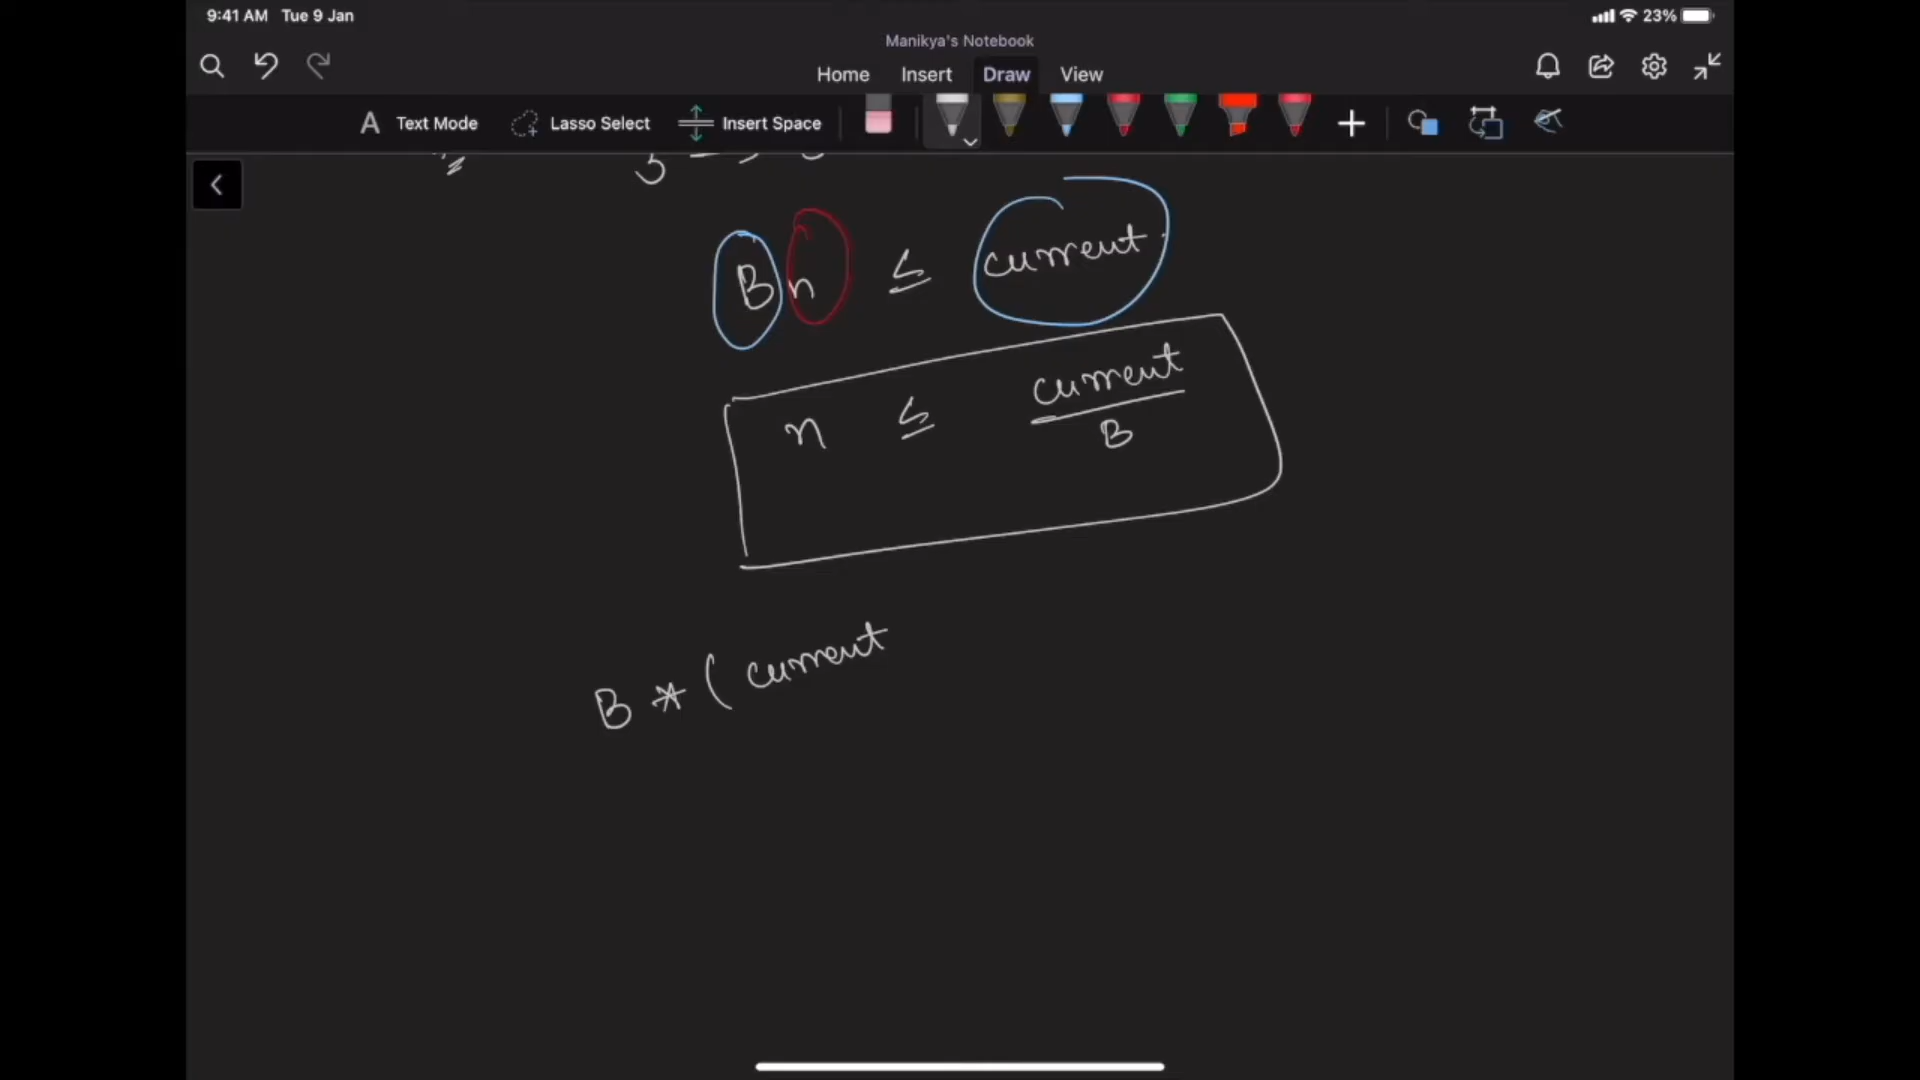 9:41 AM Tue 9 Jan 23%
Manikya's Notebook
Home Insert Draw View
A Text Mode Lasso Select Insert Space
Bn ≤ current
n ≤ current
B
B * ( current